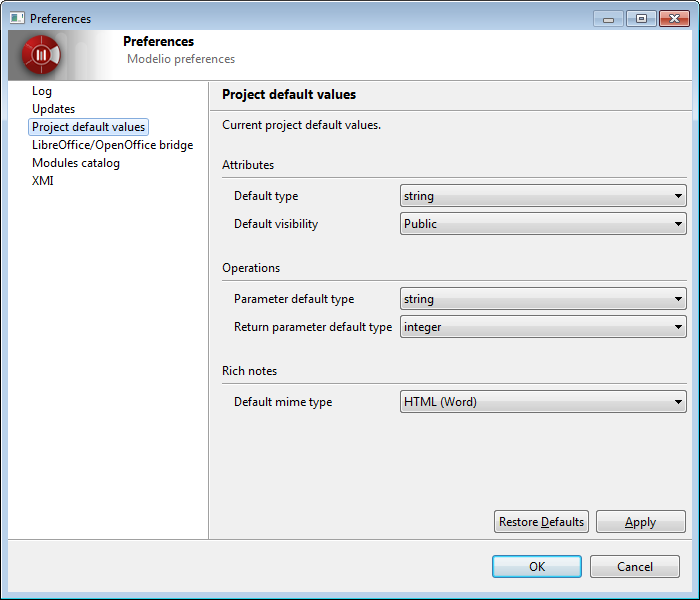 Preferences
Preferences
Modelio preferences
Log
Updates
Project default values
LibreOffice/OpenOffice bridge
Modules catalog
XMI
Project default values
Current project default values.
Attributes
Default type string
Default visibility Public
Operations
Parameter default type string
Return parameter default type integer
Rich notes
Default mime type HTML (Word)
Restore Defaults Apply
OK Cancel